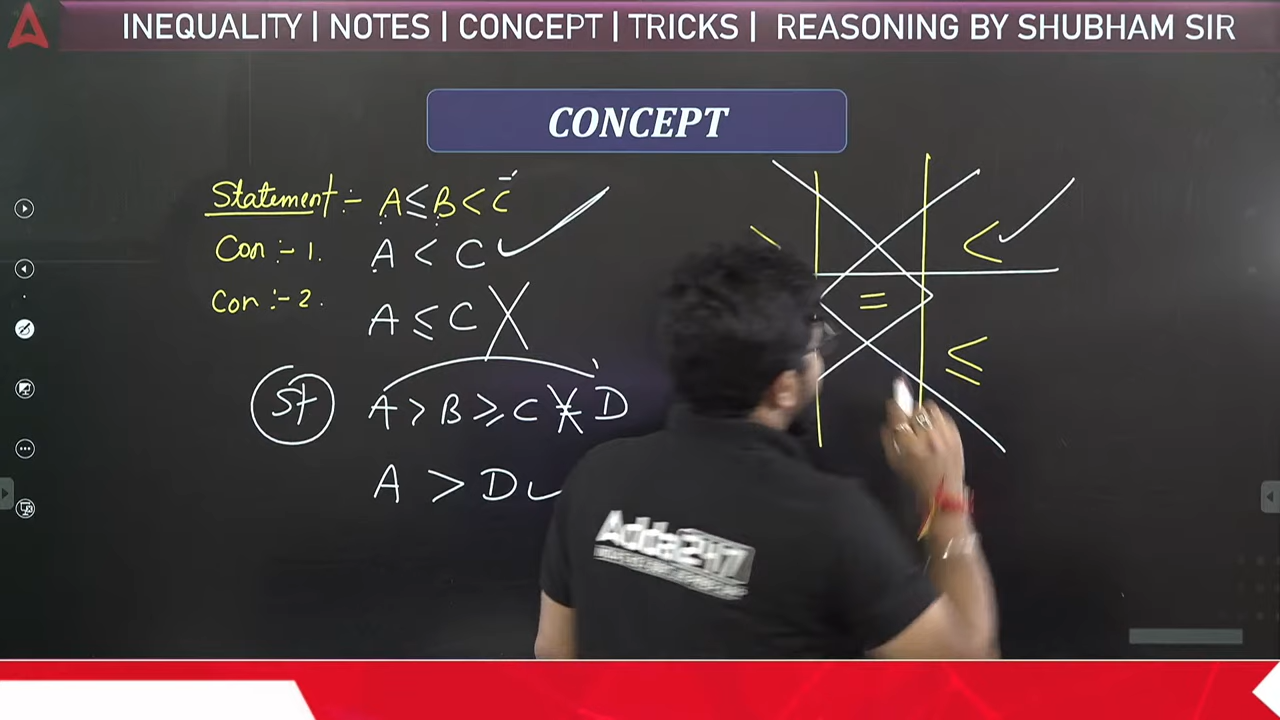 INEQUALITY | NOTES | CONCEPT | TRICKS | REASONING BY SHUBHAM SIR
CONCEPT
Statement :- A ≤ B < C
Con :- 1. A < C
Con :- 2. A ≤ C
St A > B ≥ C = D
A > D
<
=
≤
Adda247